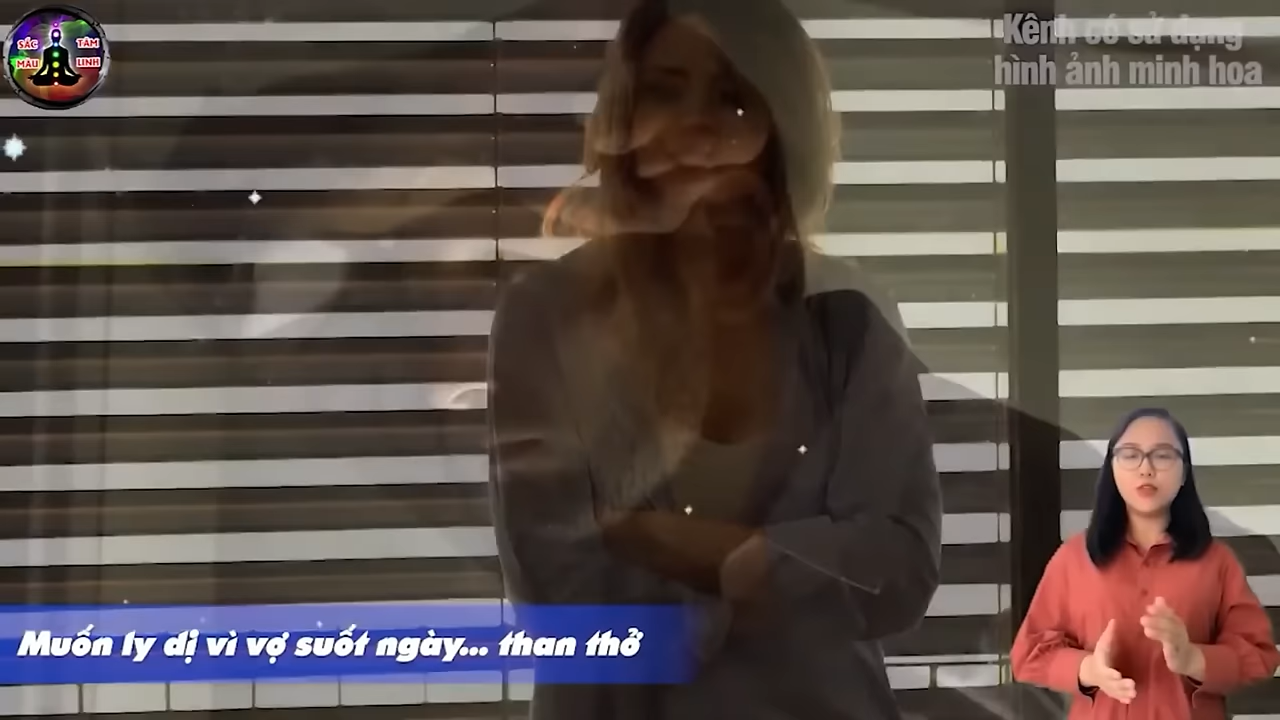 SẮC
MÀU
TÂM
LINH
Kênh có sử dụng
hình ảnh minh hoạ
Muốn ly dị vì vợ suốt ngày... than thở